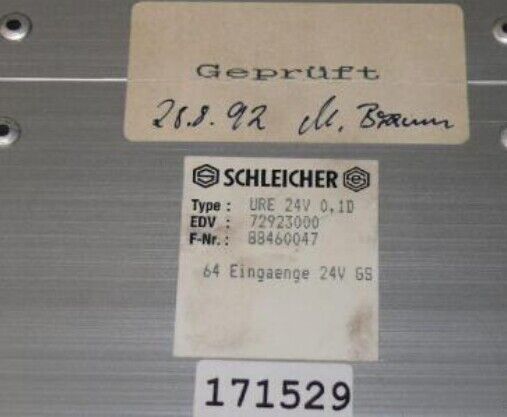 Geprüft
28.8.92 M. Braun
SCHLEICHER
Type: URE 24V 0,1D
EDV: 72923000
F-Nr.: 88460047
64 Eingaenge 24V GS
171529